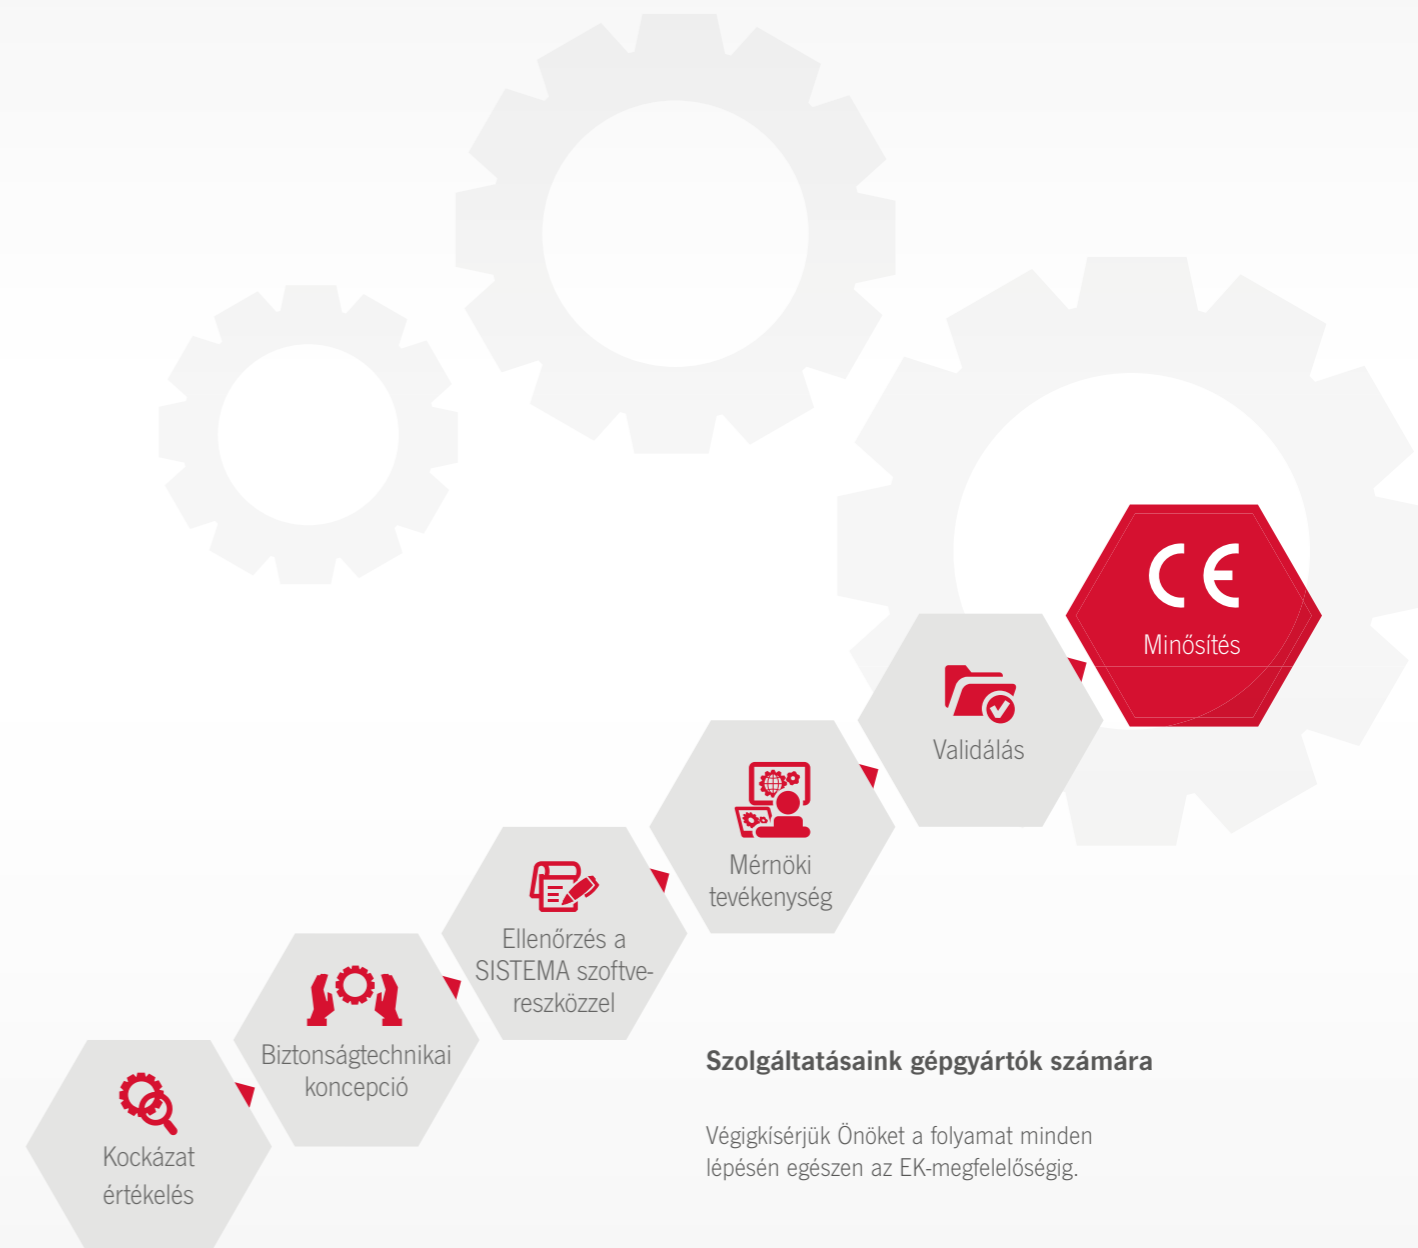 CE
Minősítés
Validálás
Mérnöki
tevékenység
Ellenőrzés a
SISTEMA szoftve-
reszközzel
Biztonságtechnikai
koncepció
Kockázat
értékelés
Szolgáltatásaink gépgyártók számára
Végigkísérjük Önöket a folyamat minden
lépésén egészen az EK-megfelelőségig.